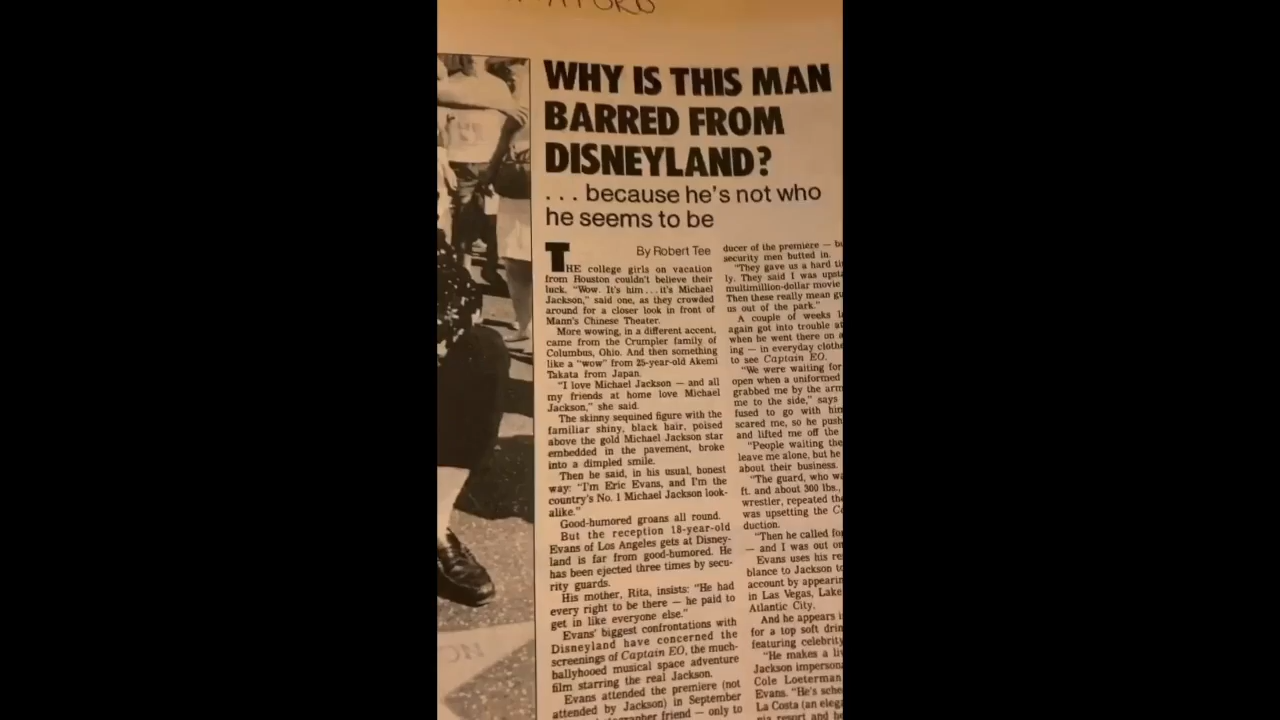 WHY IS THIS MAN
BARRED FROM
DISNEYLAND?
. . . because he's not who
he seems to be
By Robert Tee
THE college girls on vacation
from Houston couldn't believe their
luck. "Wow. It's him . . . it's Michael
Jackson," said one, as they crowded
around for a closer look in front of
Mann's Chinese Theater.
More wowing, in a different accent,
came from the Crumpler family of
Columbus, Ohio. And then something
like a "wow" from 25-year-old Akemi
Takata from Japan.
"I love Michael Jackson — and all
my friends at home love Michael
Jackson," she said.
The skinny sequined figure with the
familiar shiny, black hair, poised
above the gold Michael Jackson star
embedded in the pavement, broke
into a dimpled smile.
Then he said, in his usual, honest
way: "I'm Eric Evans, and I'm the
country's No. 1 Michael Jackson look-
alike."
Good-humored groans all round.
But the reception 18-year-old
Evans of Los Angeles gets at Disney-
land is far from good-humored. He
has been ejected three times by secu-
rity guards.
His mother, Rita, insists: "He had
every right to be there — he paid to
get in like everyone else."
Evans' biggest confrontations with
Disneyland have concerned the
screenings of Captain EO, the much-
ballyhooed musical space adventure
film starring the real Jackson.
Evans attended the premiere (not
attended by Jackson) in September
friend — only to
ducer of the premiere —
security men butted in.
"They gave us a hard
ly. They said I was
multimillion-dollar movie
Then these really mean
us out of the park."
A couple of weeks
again got into trouble
when he went there on
ing — in everyday
to see Captain EO.
"We were waiting for
open when a uniformed
grabbed me by the arm
me to the side," says
fused to go with him
scared me, so he
and lifted me off the
"People waiting
leave me alone, but he
about their business.
"The guard, who
ft. and about 300 lbs.,
wrestler, repeated
was upsetting the
duction.
"Then he called
— and I was out
Evans uses his
blance to Jackson
account by
in Las Vegas, Lake
Atlantic City.
And he appears
for a top soft
featuring celebrity
"He makes a
Jackson
Cole Loeterman
Evans. "He's
La Costa (an
resort and